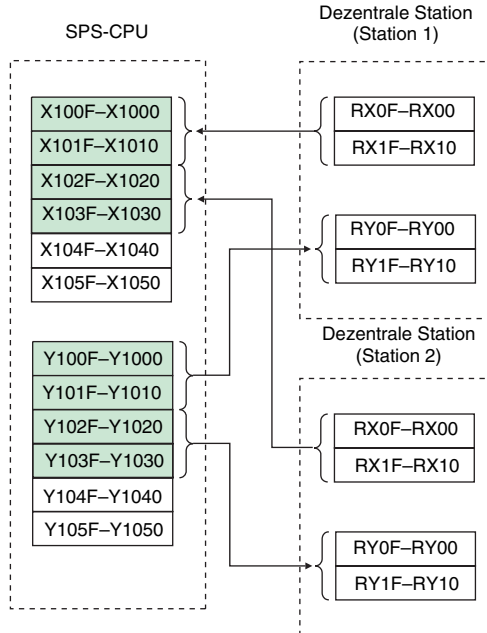 SPS-CPU
X100F–X1000
X101F–X1010
X102F–X1020
X103F–X1030
X104F–X1040
X105F–X1050
Y100F–Y1000
Y101F–Y1010
Y102F–Y1020
Y103F–Y1030
Y104F–Y1040
Y105F–Y1050
Dezentrale Station
(Station 1)
RX0F–RX00
RX1F–RX10
RY0F–RY00
RY1F–RY10
Dezentrale Station
(Station 2)
RX0F–RX00
RX1F–RX10
RY0F–RY00
RY1F–RY10